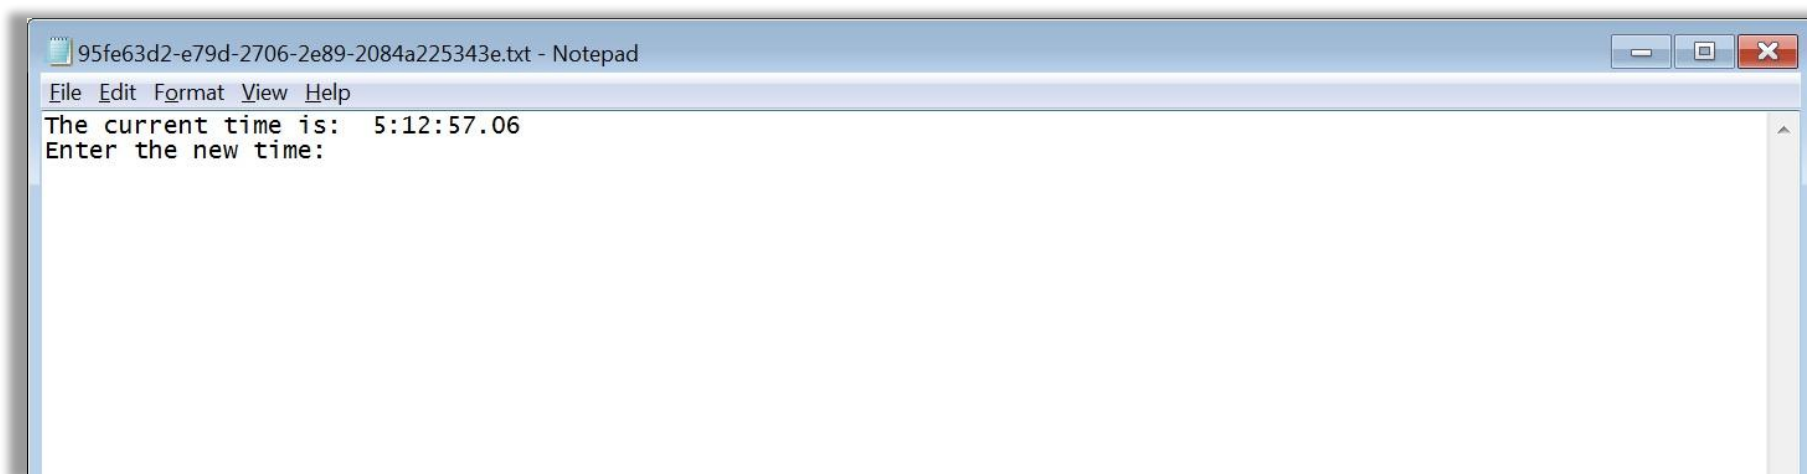 95fe63d2-e79d-2706-2e89-2084a225343e.txt - Notepad
File Edit Format View Help
The current time is:  5:12:57.06
Enter the new time: